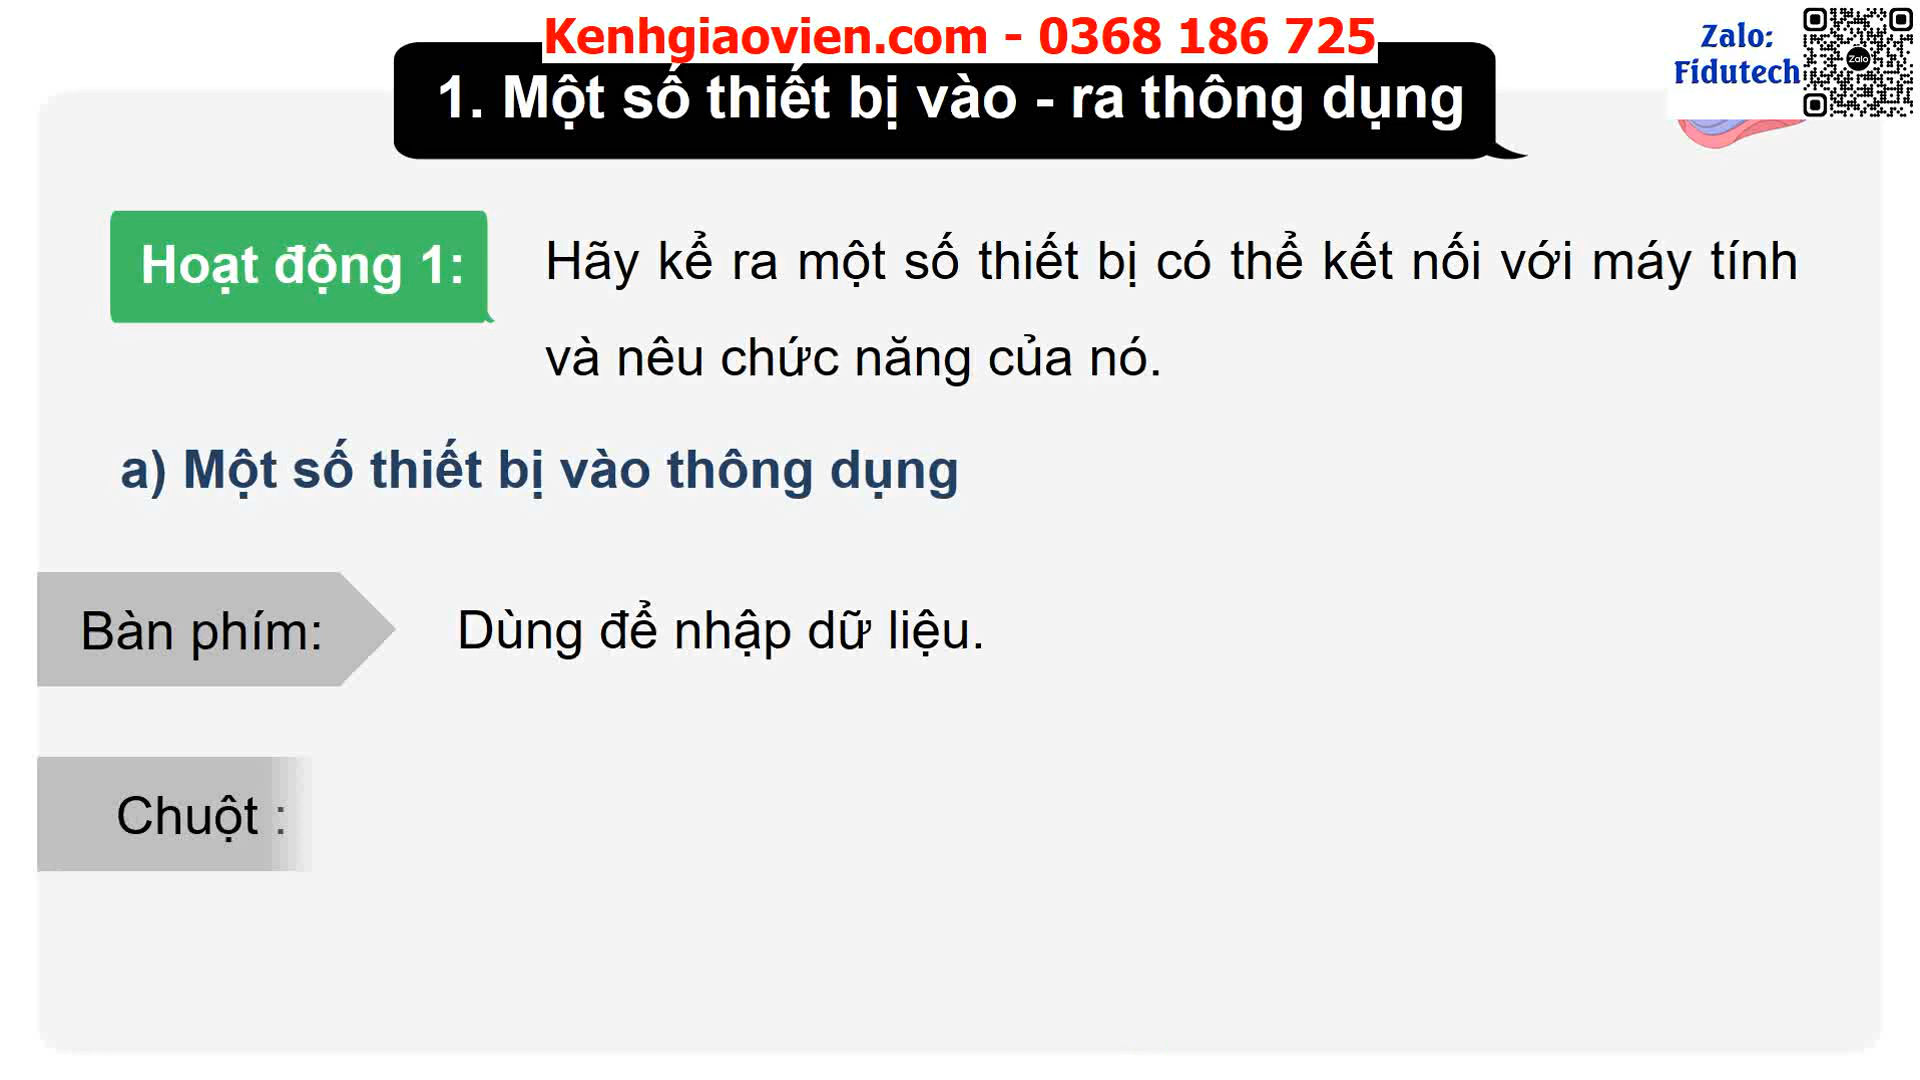 Kenhgiaovien.com - 0368 186 725
Zalo:
Fidutech
Zalo
1. Một số thiết bị vào - ra thông dụng
Hoạt động 1:
Hãy kể ra một số thiết bị có thể kết nối với máy tính
và nêu chức năng của nó.
a) Một số thiết bị vào thông dụng
Bàn phím:
Dùng để nhập dữ liệu.
Chuột :